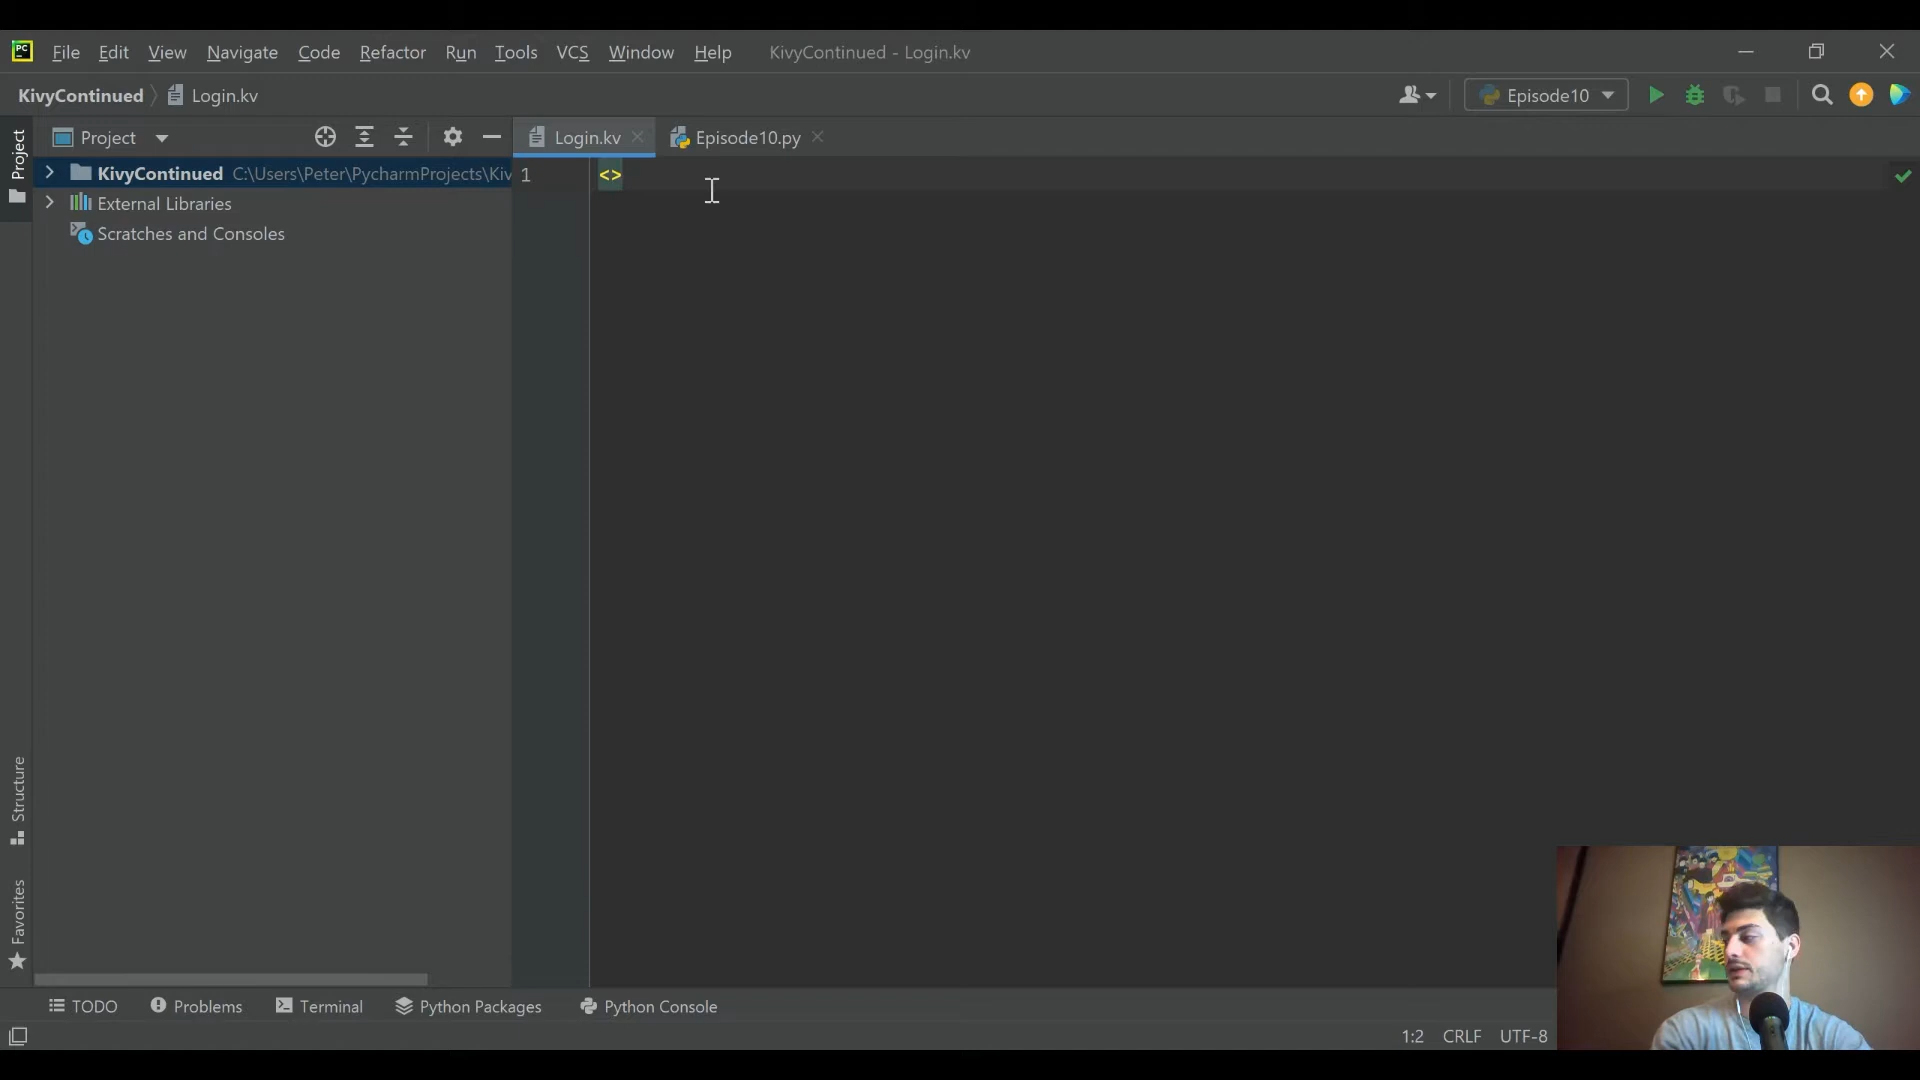 PC File Edit View Navigate Code Refactor Run Tools VCS Window Help KivyContinued - Login.kv
KivyContinued Login.kv Episode10
Project Login.kv Episode10.py
Project
KivyContinued C:\Users\Peter\PycharmProjects\Kiv
External Libraries
Scratches and Consoles
1 <>
Structure
Favorites
TODO Problems Terminal Python Packages Python Console
1:2 CRLF UTF-8